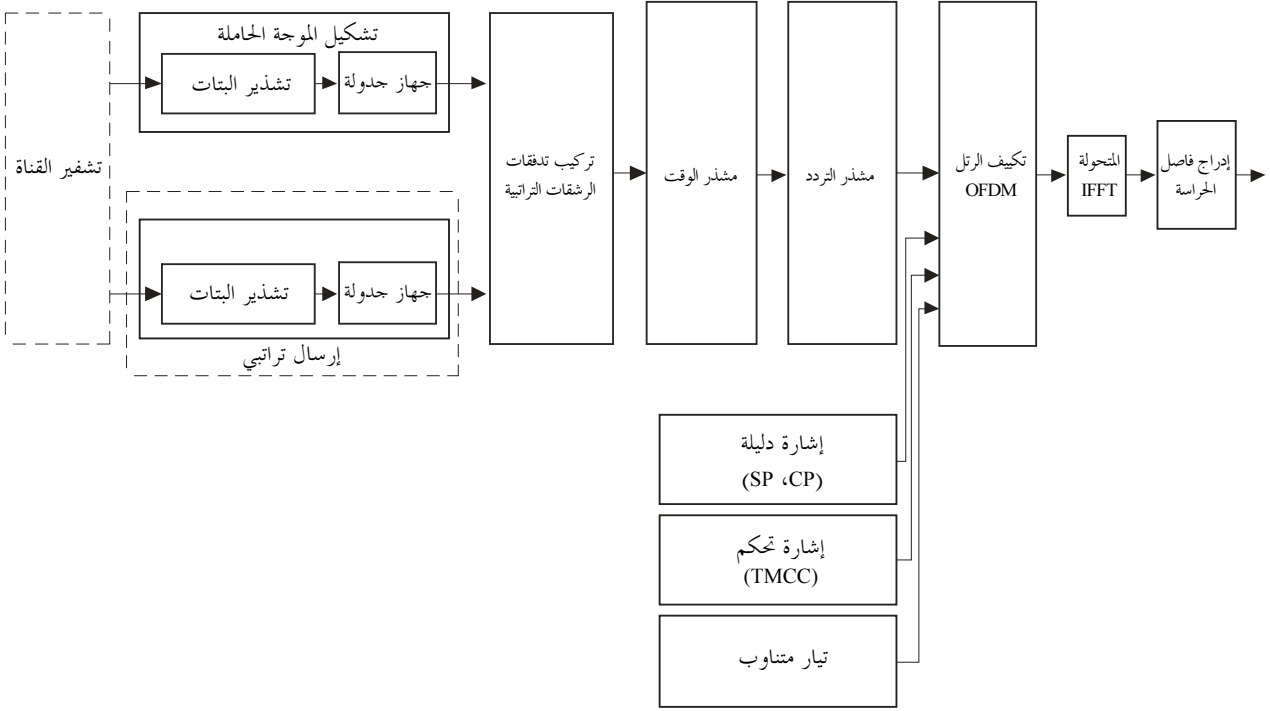 تشفير القناة
تشكيل الموجة الحاملة
تشذير البتات
جهاز جدولة
تشذير البتات
جهاز جدولة
إرسال تراتبي
تركيب تدفقات
الرشقات التراتبية
مشذر الوقت
مشذر التردد
تكييف الرتل
OFDM
المتحولة
IFFT
إدراج فاصل
الحراسة
إشارة دليلة
(SP ،CP)
إشارة تحكم
(TMCC)
تيار متناوب